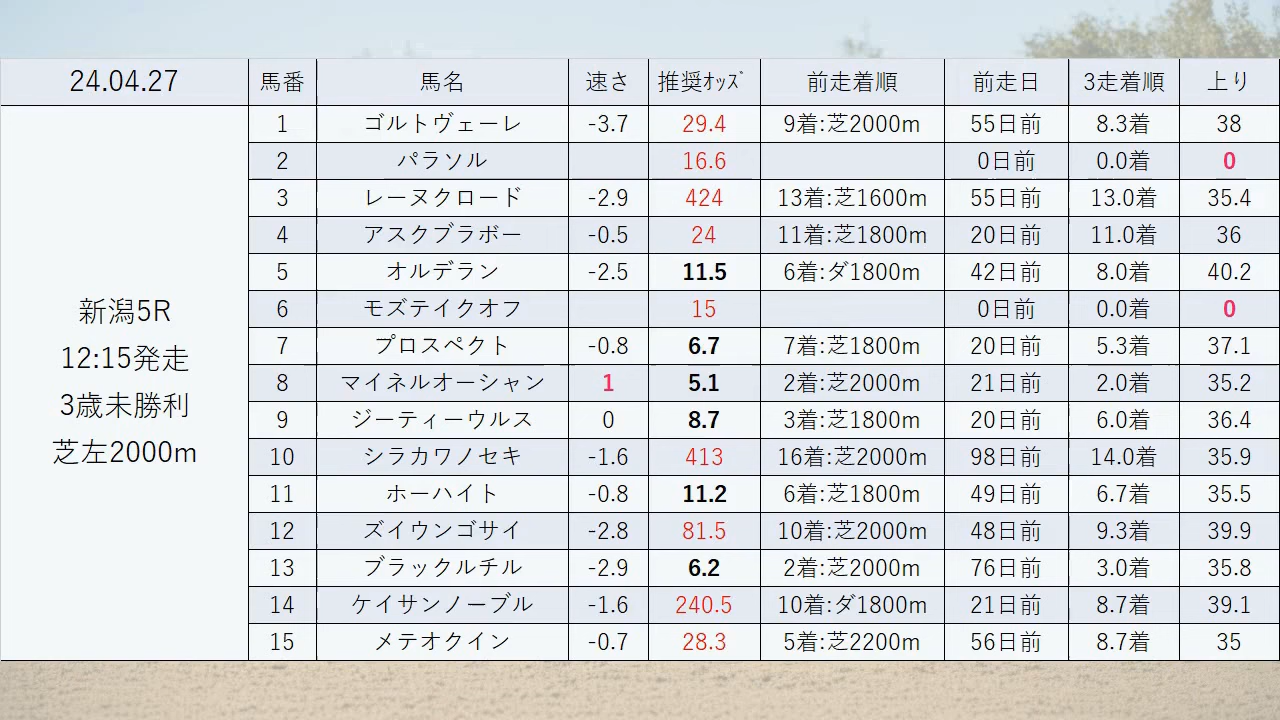 24.04.27 馬番 馬名 速さ 推奨ｵｯｽﾞ 前走着順 前走日 3走着順 上り
新潟5R
12:15発走
3歳未勝利
芝左2000m
1 ゴルトヴェーレ -3.7 29.4 9着:芝2000m 55日前 8.3着 38
2 パラソル 16.6 0日前 0.0着 0
3 レーヌクロード -2.9 424 13着:芝1600m 55日前 13.0着 35.4
4 アスクブラボー -0.5 24 11着:芝1800m 20日前 11.0着 36
5 オルデラン -2.5 11.5 6着:ダ1800m 42日前 8.0着 40.2
6 モズテイクオフ 15 0日前 0.0着 0
7 プロスペクト -0.8 6.7 7着:芝1800m 20日前 5.3着 37.1
8 マイネルオーシャン 1 5.1 2着:芝2000m 21日前 2.0着 35.2
9 ジーティーウルス 0 8.7 3着:芝1800m 20日前 6.0着 36.4
10 シラカワノセキ -1.6 413 16着:芝2000m 98日前 14.0着 35.9
11 ホーハイト -0.8 11.2 6着:芝1800m 49日前 6.7着 35.5
12 ズイウンゴサイ -2.8 81.5 10着:芝2000m 48日前 9.3着 39.9
13 ブラックルチル -2.9 6.2 2着:芝2000m 76日前 3.0着 35.8
14 ケイサンノーブル -1.6 240.5 10着:ダ1800m 21日前 8.7着 39.1
15 メテオクイン -0.7 28.3 5着:芝2200m 56日前 8.7着 35